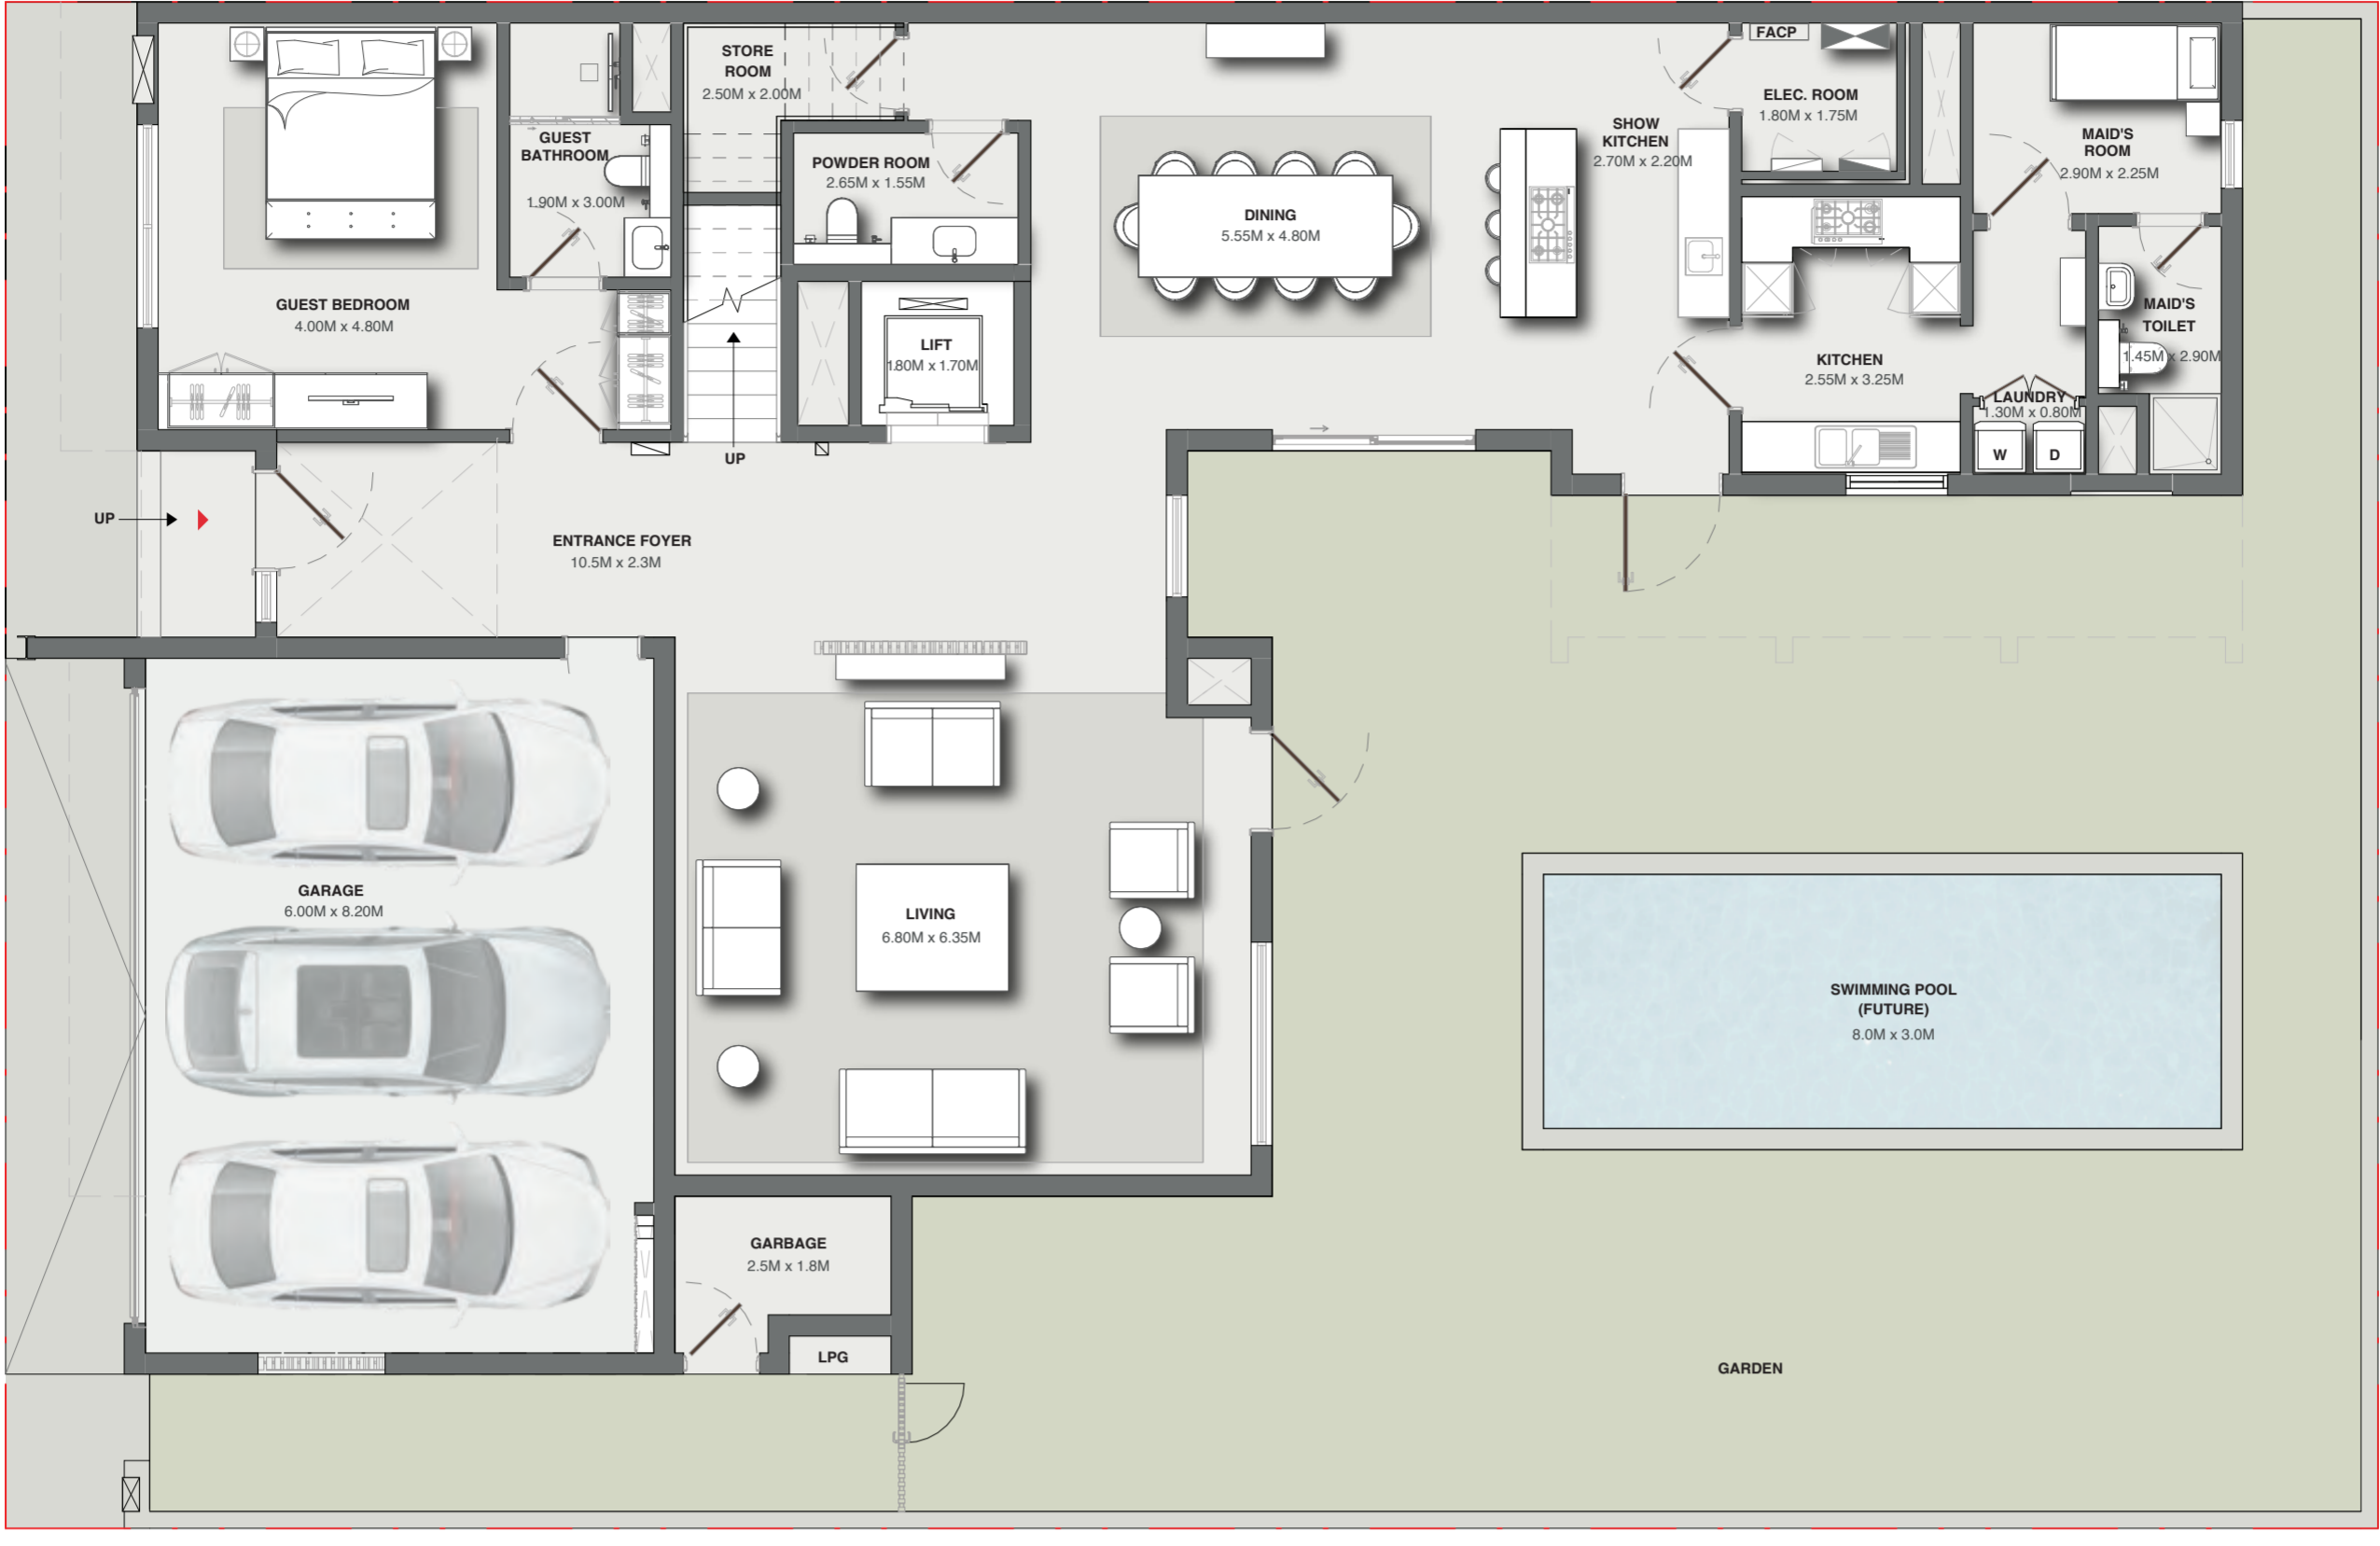 STORE
ROOM
2.50M x 2.00M
FACP
ELEC. ROOM
1.80M x 1.75M
GUEST
BATHROOM
1.90M x 3.00M
POWDER ROOM
2.65M x 1.55M
SHOW
KITCHEN
2.70M x 2.20M
MAID'S
ROOM
2.90M x 2.25M
DINING
5.55M x 4.80M
GUEST BEDROOM
4.00M x 4.80M
LIFT
1.80M x 1.70M
MAID'S
TOILET
1.45M x 2.90M
KITCHEN
2.55M x 3.25M
LAUNDRY
1.30M x 0.80M
W
D
UP
UP
ENTRANCE FOYER
10.5M x 2.3M
GARAGE
6.00M x 8.20M
LIVING
6.80M x 6.35M
SWIMMING POOL
(FUTURE)
8.0M x 3.0M
GARBAGE
2.5M x 1.8M
LPG
GARDEN